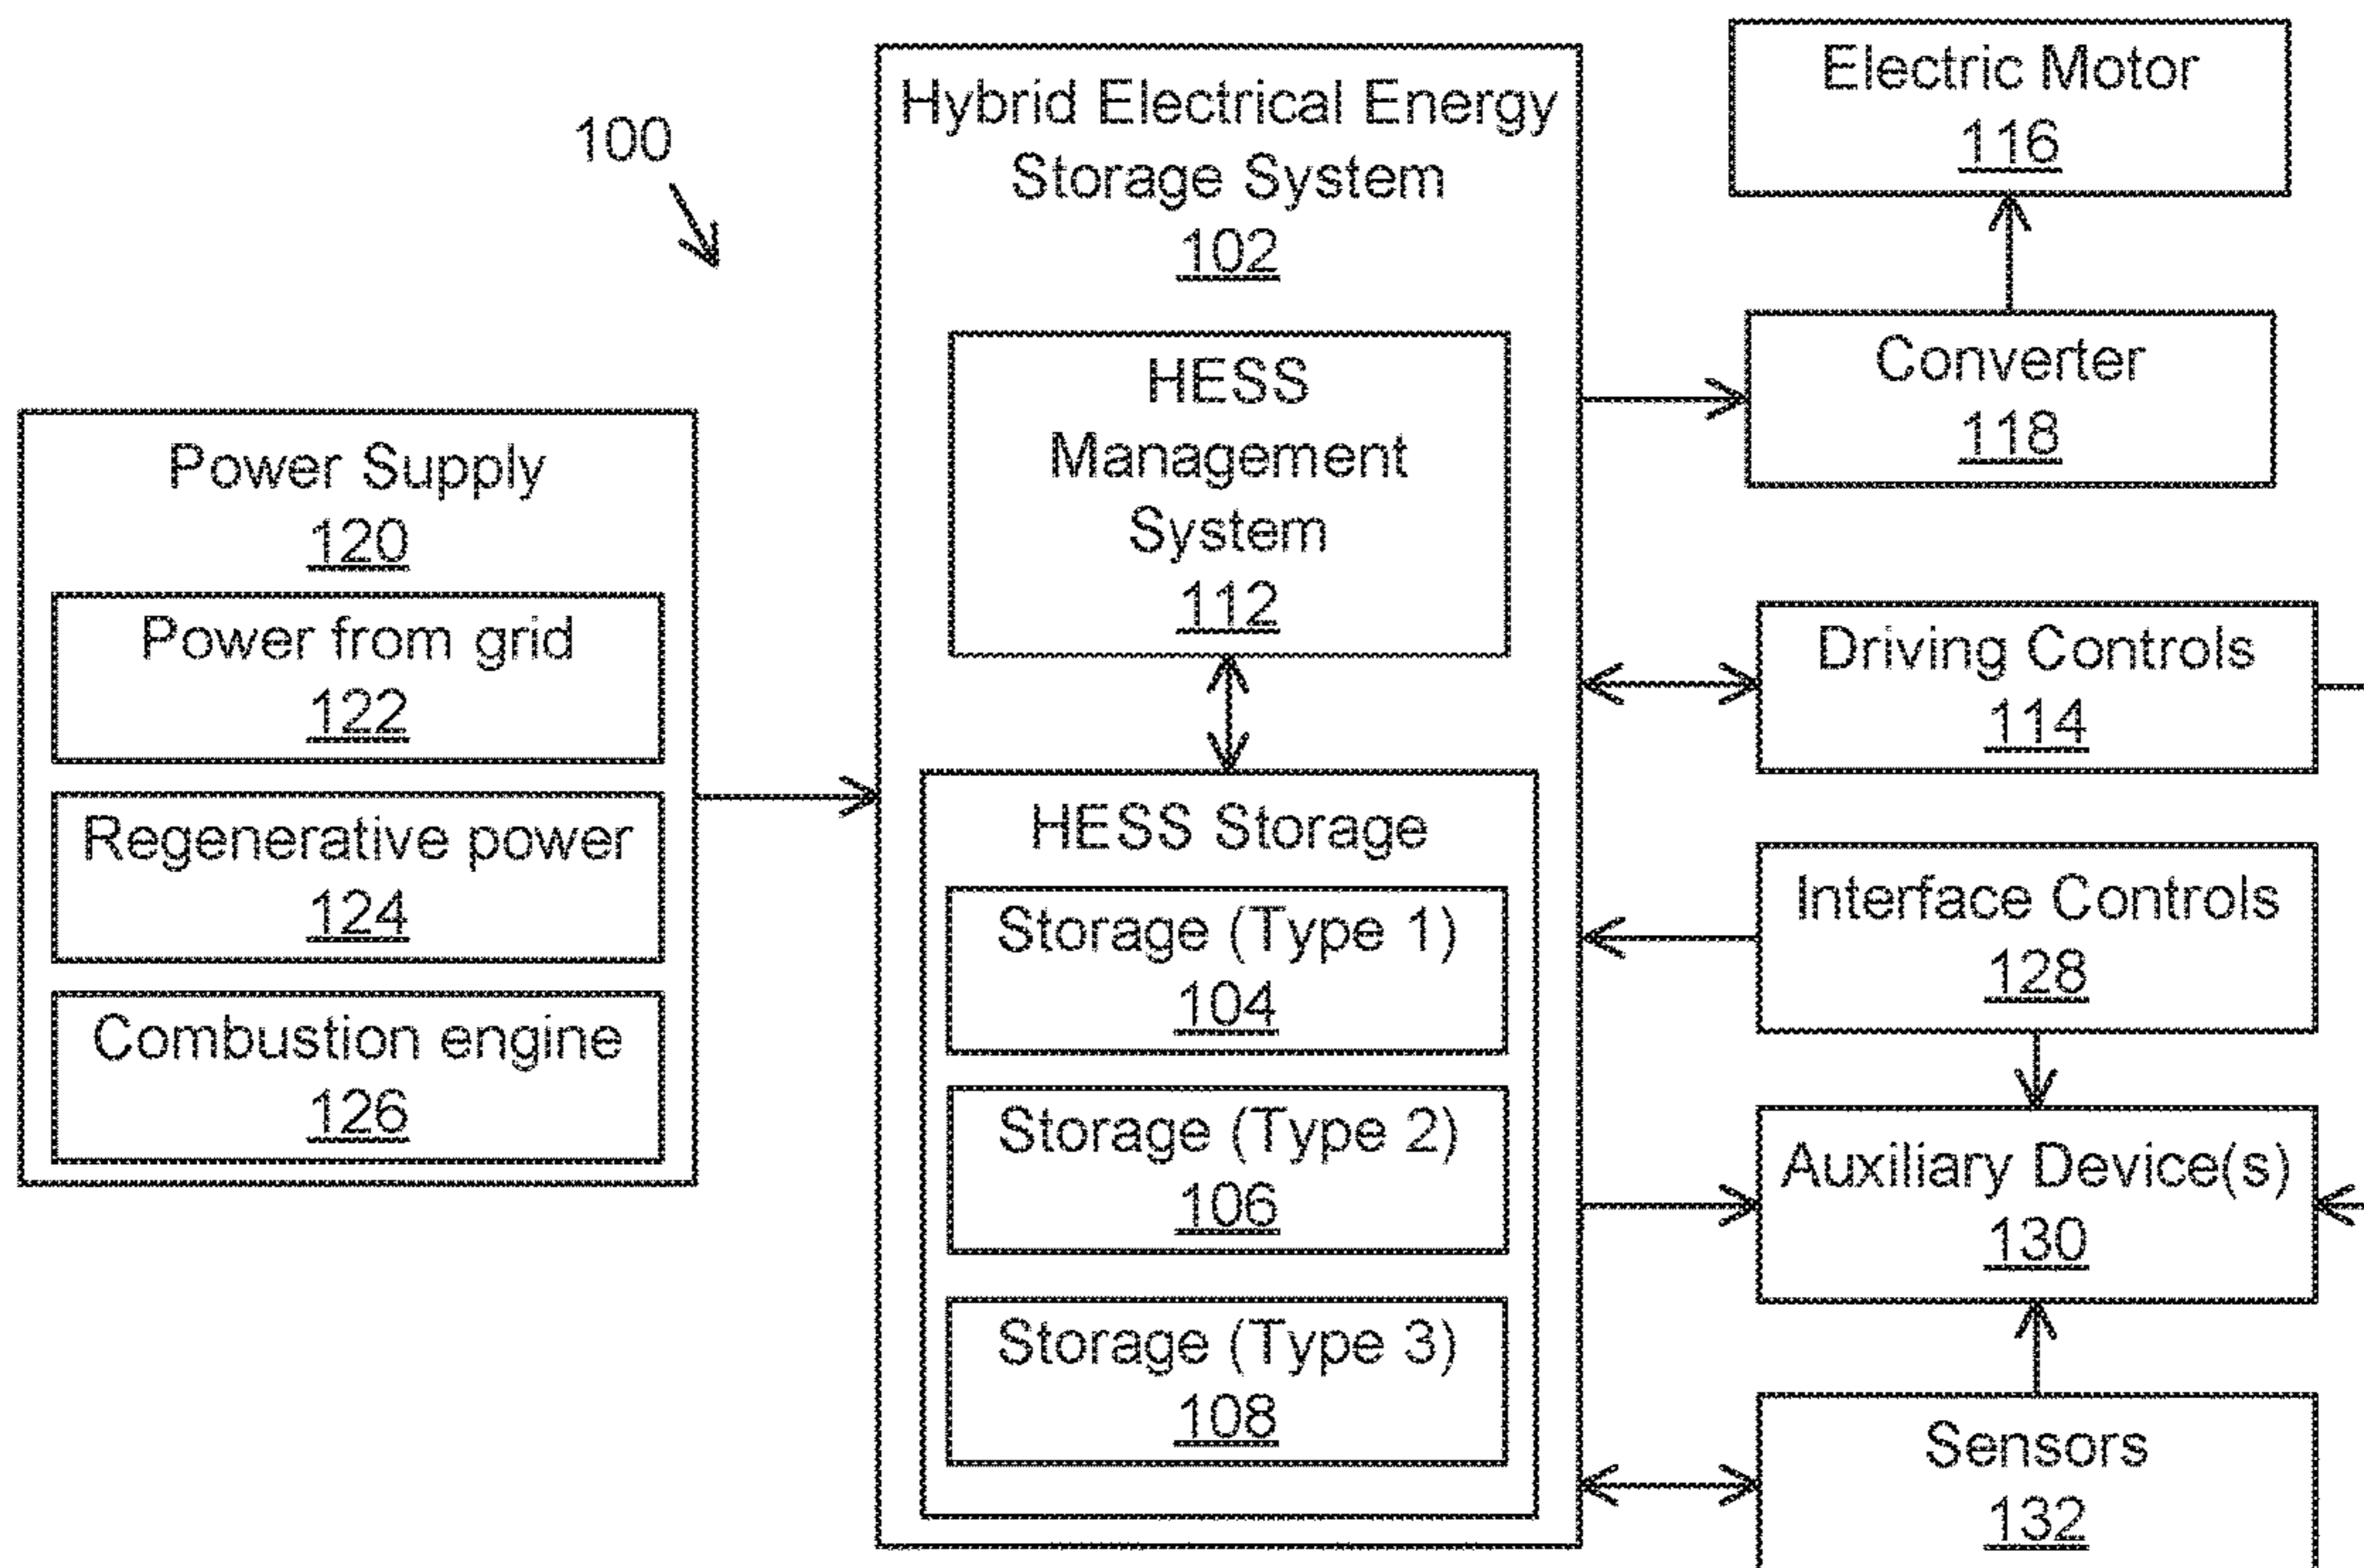 100
Power Supply
120
Power from grid
122
Regenerative power
124
Combustion engine
126
Hybrid Electrical Energy
Storage System
102
HESS
Management
System
112
HESS Storage
Storage (Type 1)
104
Storage (Type 2)
106
Storage (Type 3)
108
Electric Motor
116
Converter
118
Driving Controls
114
Interface Controls
128
Auxiliary Device(s)
130
Sensors
132